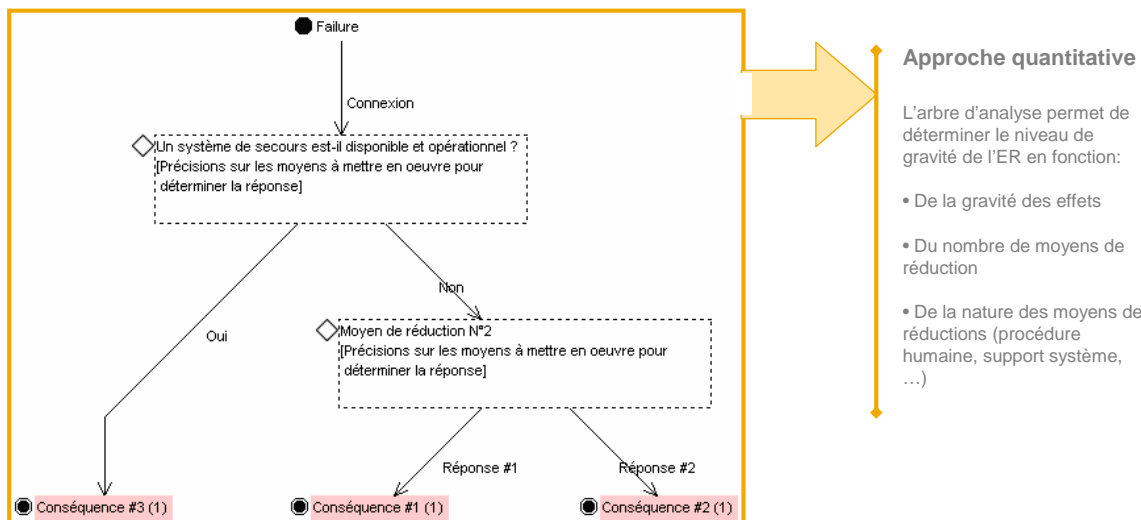 Failure
Connexion
Un système de secours est-il disponible et opérationnel ?
[Précisions sur les moyens à mettre en oeuvre pour
déterminer la réponse]
Oui
Non
Moyen de réduction N°2
[Précisions sur les moyens à mettre en oeuvre pour
déterminer la réponse]
Réponse #1
Réponse #2
Conséquence #3 (1)
Conséquence #1 (1)
Conséquence #2 (1)
Approche quantitative
L'arbre d'analyse permet de
déterminer le niveau de
gravité de l'ER en fonction:
• De la gravité des effets
• Du nombre de moyens de
réduction
• De la nature des moyens de
réductions (procédure
humaine, support système,
…)